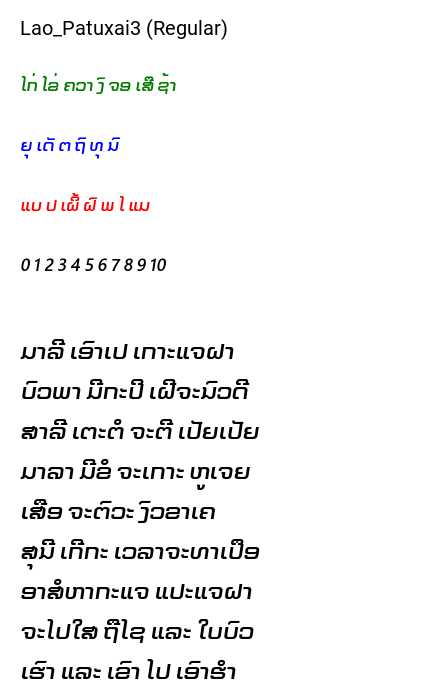 Lao_Patuxai3 (Regular)
ໄກ່ ໄຂ່ ຄວາ ງົ ຈອ ເສື ຊ້າ
ຍຸ ເດັ ຕ ຖົ ທຸ ນົ
ແບ ປ ເຜິ້ ຝົ ພ ໄ ແມ
0 1 2 3 4 5 6 7 8 9 10
ມາລີ ເອົາເປ ເກາະແຈຝາ
ບົວພາ ມີກະປິ ເຝີຈະມົວດີ
ສາລີ ເຕະຕໍ ຈະຕີ ເປັຍເປັຍ
ມາລາ ມີຂໍ ຈະເກາະ ຫູເຈຍ
ເສືອ ຈະຕົວະ ງົວອາເຄ
ສຸມີ ເກີກະ ເວລາຈະທາເປືອ
ອາສໍຫາກະແຈ ແປະແຈຝາ
ຈະໄປໃສ ຖືໄຊ ແລະ ໃບບົວ
ເຮົາ ແລະ ເອົາ ໄປ ເອົາຮໍາ